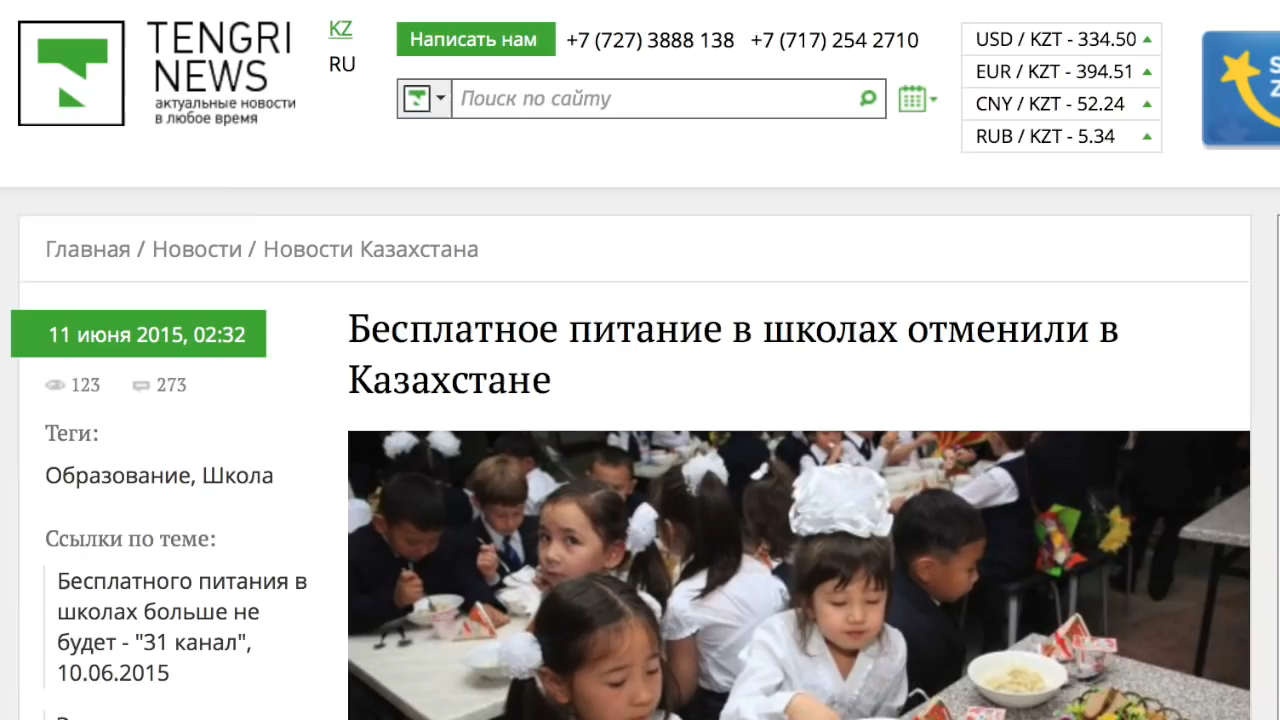 TENGRI
NEWS
актуальные новости
в любое время
KZ
RU
Написать нам
+7 (727) 3888 138 +7 (717) 254 2710
Поиск по сайту
USD / KZT - 334.50
EUR / KZT - 394.51
CNY / KZT - 52.24
RUB / KZT - 5.34
Главная / Новости / Новости Казахстана
11 июня 2015, 02:32
123 273
Теги:
Образование, Школа
Ссылки по теме:
Бесплатного питания в
школах больше не
будет - "31 канал",
10.06.2015
Бесплатное питание в школах отменили в
Казахстане